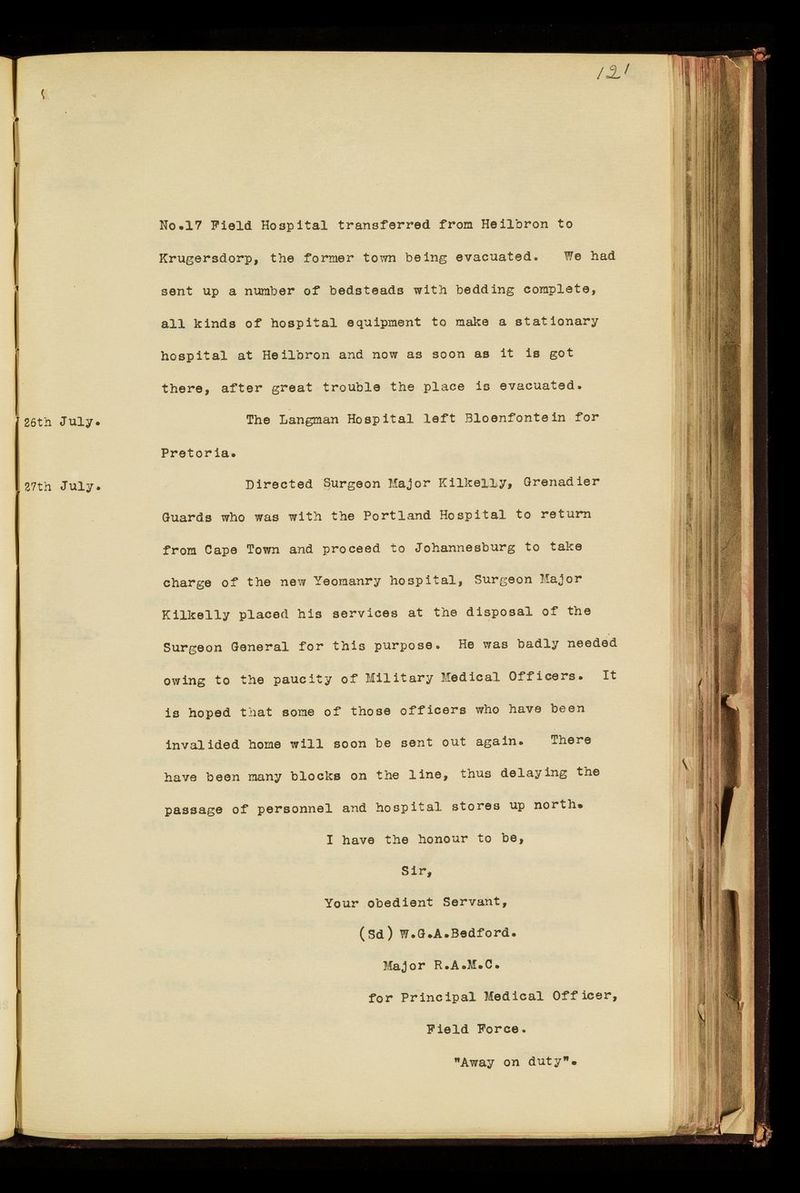 121
No.17 Field Hospital transferred from Heilbron to
Krugersdorp, the former town being evacuated. We had
sent up a number of bedsteads with bedding complete,
all kinds of hospital equipment to make a stationary
hospital at Heilbron and now as soon as it is got
there, after great trouble the place is evacuated.
26th July. The Langman Hospital left Bloenfontein for
Pretoria.
27th July. Directed Surgeon Major Kilkelly, Grenadier
Guards who was with the Portland Hospital to return
from Cape Town and proceed to Johannesburg to take
charge of the new Yeomanry hospital, Surgeon Major
Kilkelly placed his services at the disposal of the
Surgeon General for this purpose. He was badly needed
owing to the paucity of Military Medical Officers. It
is hoped that some of those officers who have been
invalided home will soon be sent out again. There
have been many blocks on the line, thus delaying the
passage of personnel and hospital stores up north.
I have the honour to be,
Sir,
Your obedient Servant,
(Sd) W.G.A.Bedford.
Major R.A.M.C.
for Principal Medical Officer,
Field Force.
"Away on duty".